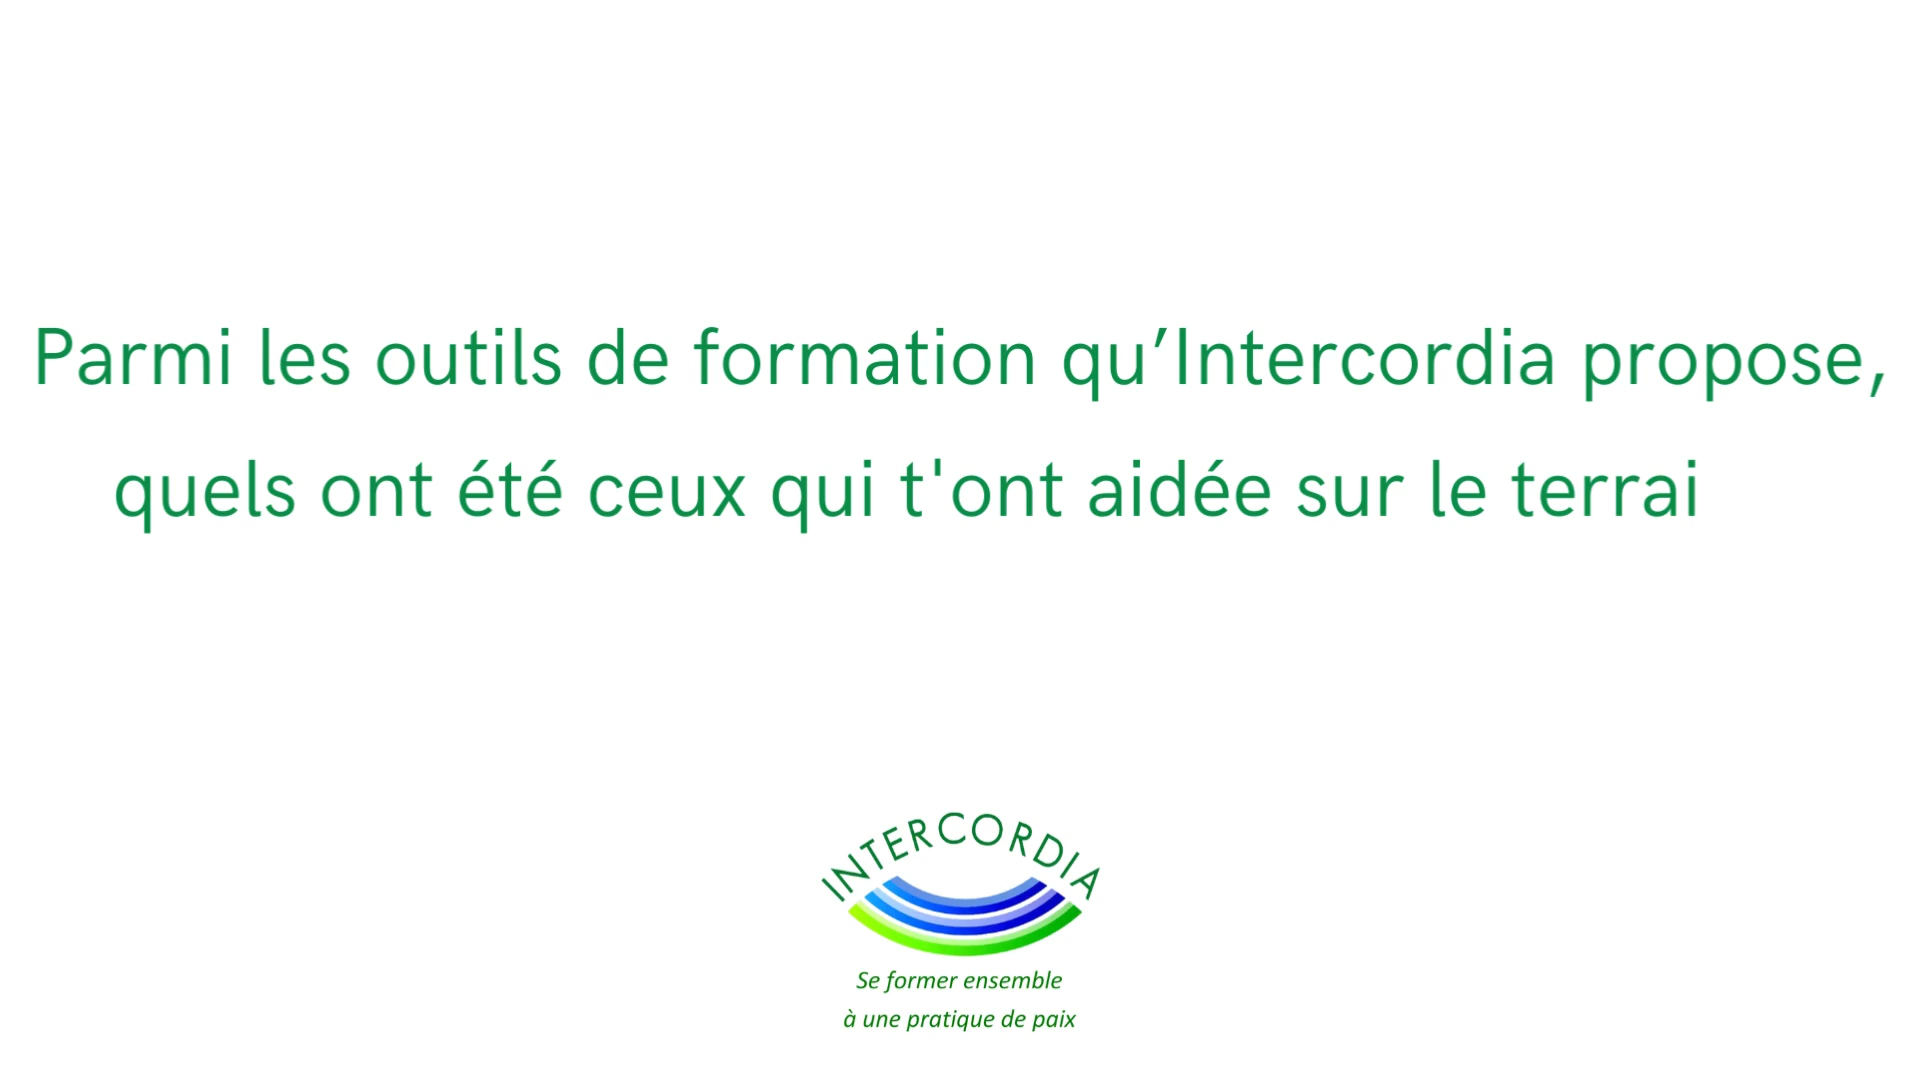 Parmi les outils de formation qu’Intercordia propose,
quels ont été ceux qui t'ont aidée sur le terrai
INTERCORDIA
Se former ensemble
à une pratique de paix